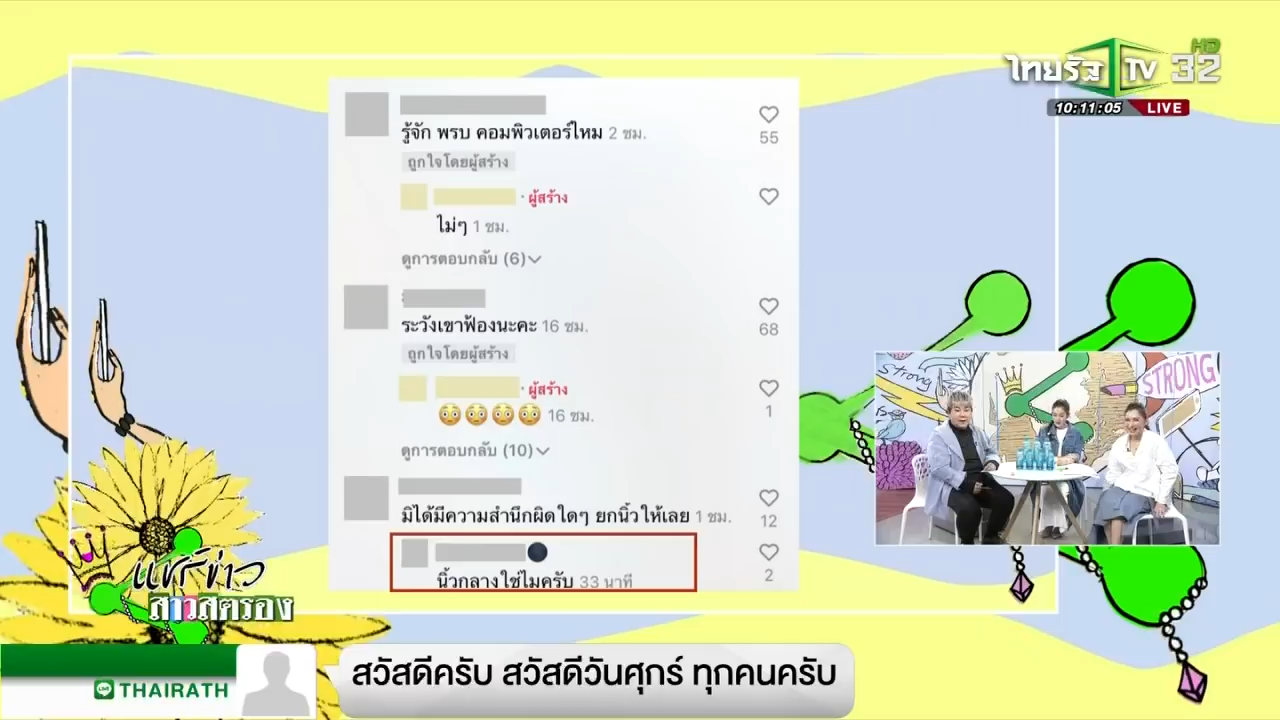 ไทยรัฐ TV 32 HD
10:11:05 LIVE
รู้จัก พรบ คอมพิวเตอร์ไหม 2 ชม.
55
ถูกใจโดยผู้สร้าง
· ผู้สร้าง
ไม่ๆ 1 ชม.
ดูการตอบกลับ (6)
ระวังเขาฟ้องนะคะ 16 ชม.
68
ถูกใจโดยผู้สร้าง
· ผู้สร้าง
😳😳😳😳 16 ชม.
1
ดูการตอบกลับ (10)
มิได้มีความสำนึกผิดใดๆ ยกนิ้วให้เลย 1 ชม.
12
นิ้วกลางใช่ไมครับ 33 นาที
2
strong
STRONG
แชร์ข่าว
สาวสตรอง
THAIRATH
สวัสดีครับ สวัสดีวันศุกร์ ทุกคนครับ